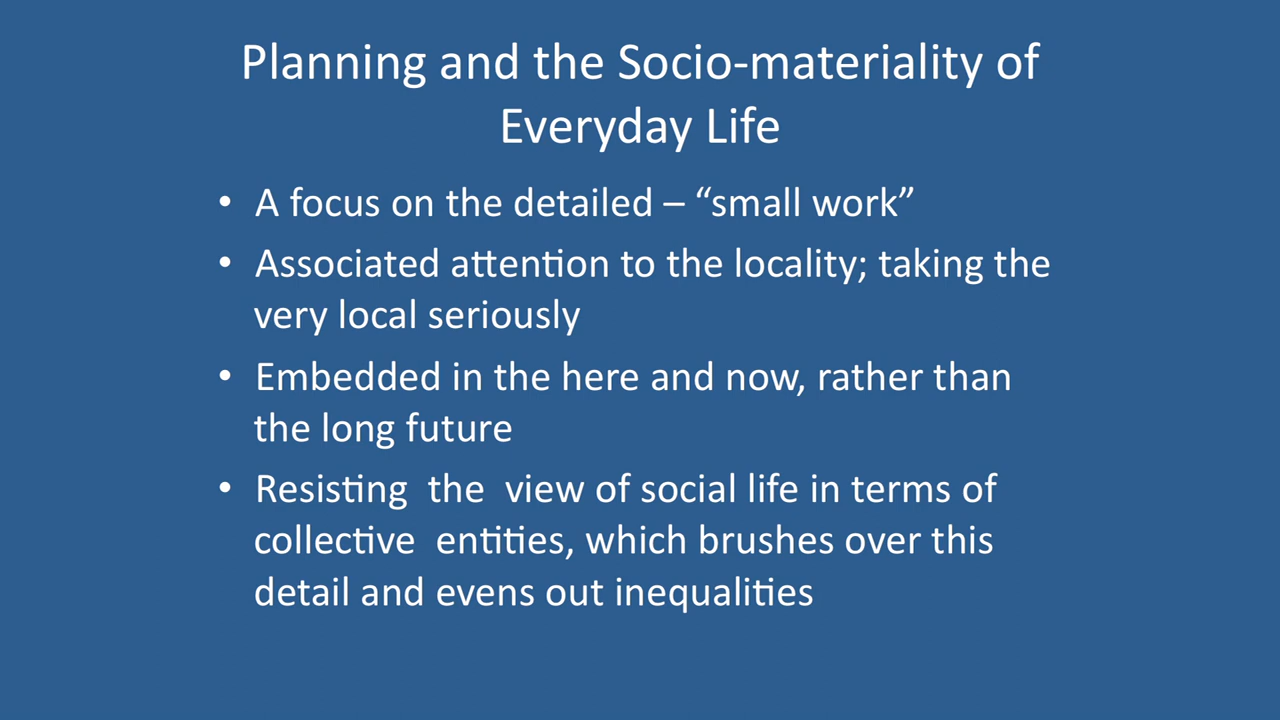 Planning and the Socio-materiality of
Everyday Life
• A focus on the detailed – “small work”
• Associated attention to the locality; taking the
very local seriously
• Embedded in the here and now, rather than
the long future
• Resisting  the  view of social life in terms of
collective  entities, which brushes over this
detail and evens out inequalities